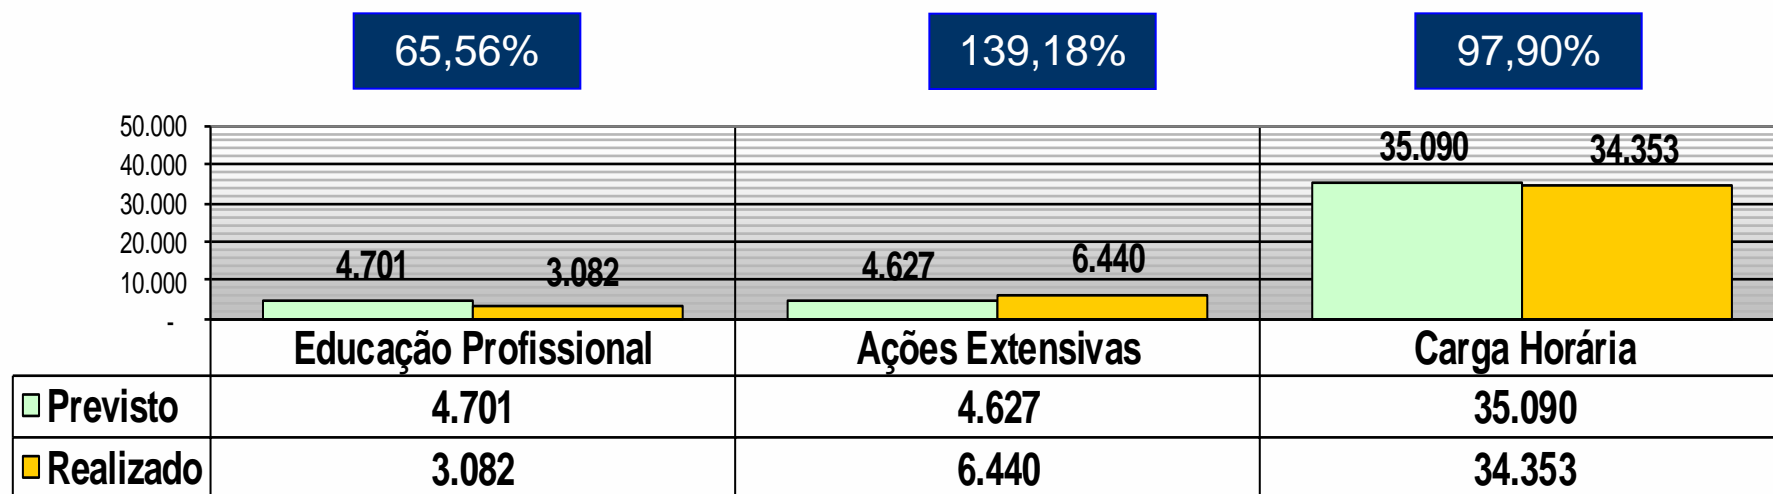 65,56% 139,18% 97,90%
50.000
40.000
30.000
20.000
10.000
-
35.090 34.353
4.701 3.082 4.627 6.440
Educação Profissional Ações Extensivas Carga Horária
Previsto 4.701 4.627 35.090
Realizado 3.082 6.440 34.353